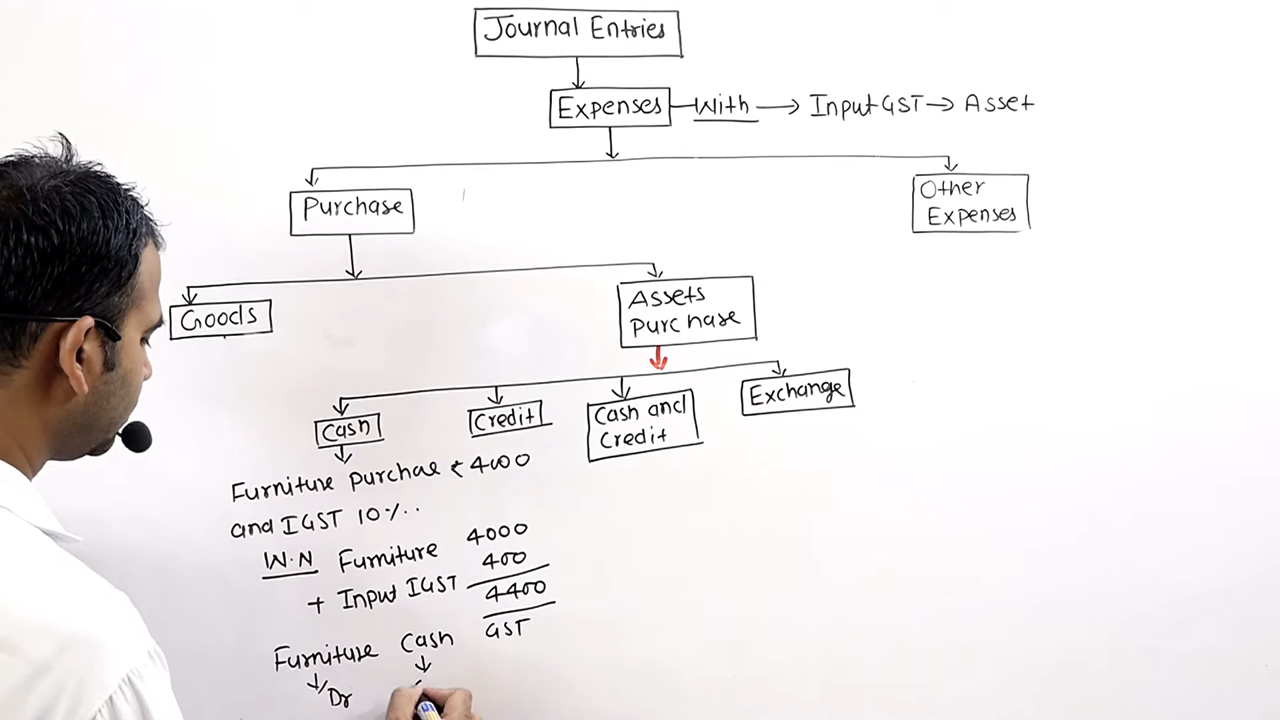 Journal Entries
Expenses With → Input GST → Asset
Purchase
Other
Expenses
Goods
Assets
Purchase
Cash
Credit
Cash and
Credit
Exchange
Furniture purchae ₹ 4000
and IGST 10%..
W.N Furniture 4000
+ Input IGST 400
4400
Furniture Cash GST
Dr